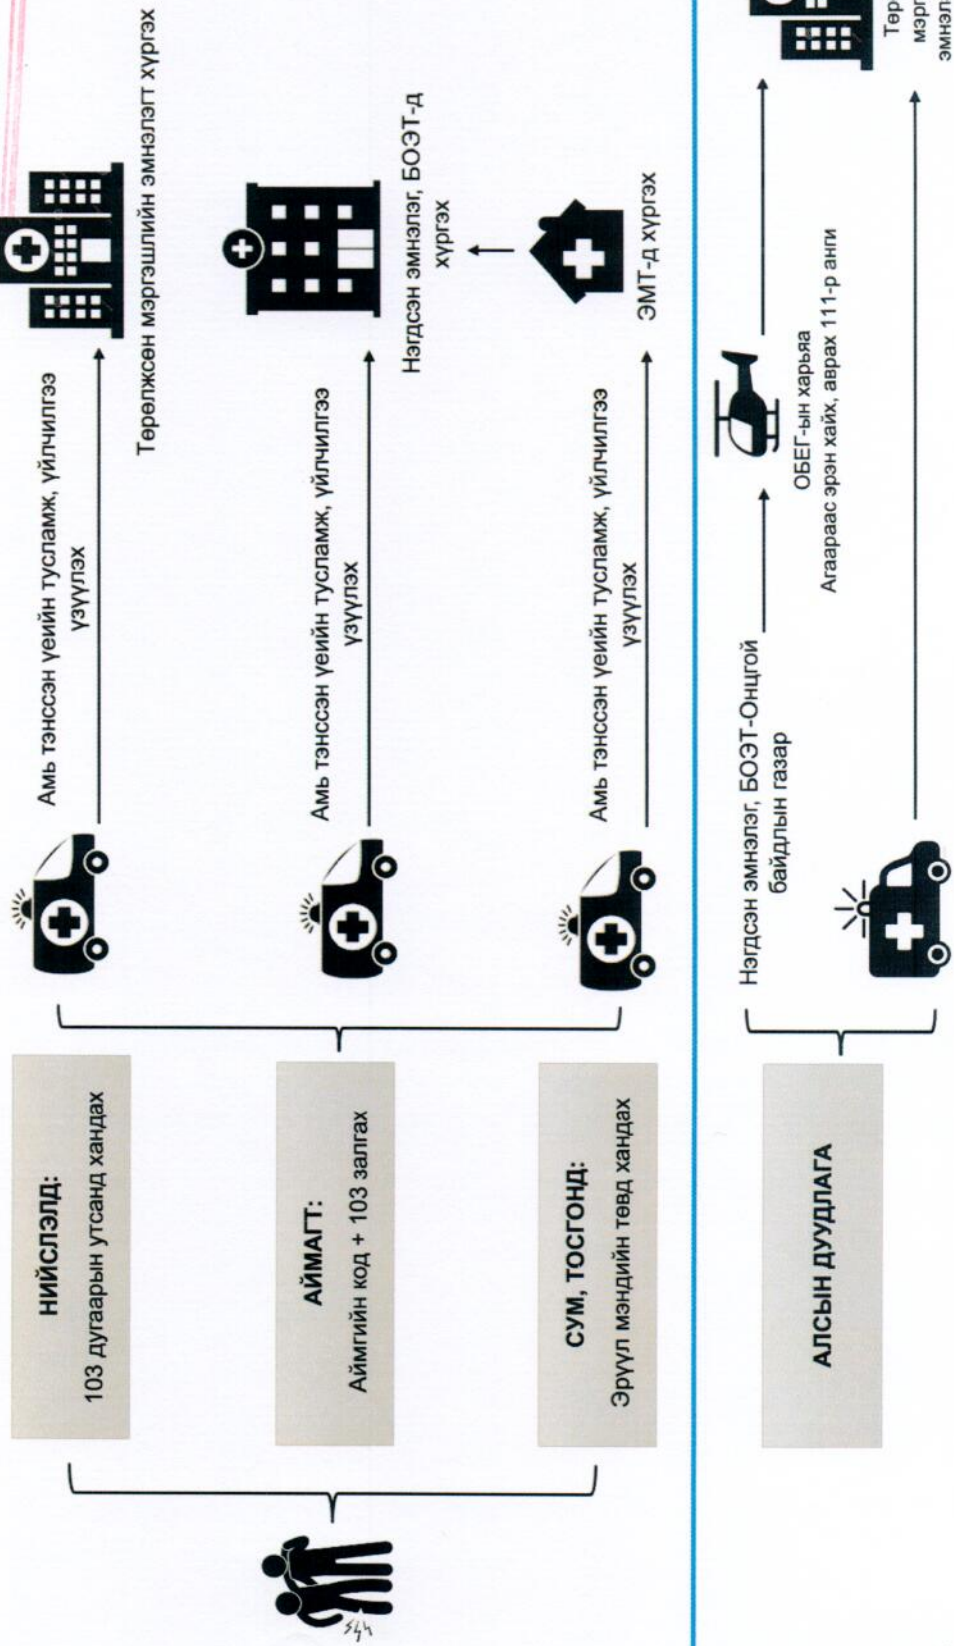 НИЙСЛЭЛД:
103 дугаарын утсанд хандах
Амь тэнссэн үеийн тусламж, үйлчилгээ
үзүүлэх
Төрөлжсөн мэргэшлийн эмнэлэгт хүргэх
АЙМАГТ:
Аймгийн код + 103 залгах
Амь тэнссэн үеийн тусламж, үйлчилгээ
үзүүлэх
Нэгдсэн эмнэлэг, БОЭТ-д
хүргэх
СУМ, ТОСГОНД:
Эрүүл мэндийн төвд хандах
Амь тэнссэн үеийн тусламж, үйлчилгээ
үзүүлэх
ЭМТ-д хүргэх
АЛСЫН ДУУДЛАГА
Нэгдсэн эмнэлэг, БОЭТ-Онцгой
байдлын газар
ОБЕГ-ын харьяа
Агаараас эрэн хайх, аврах 111-р анги